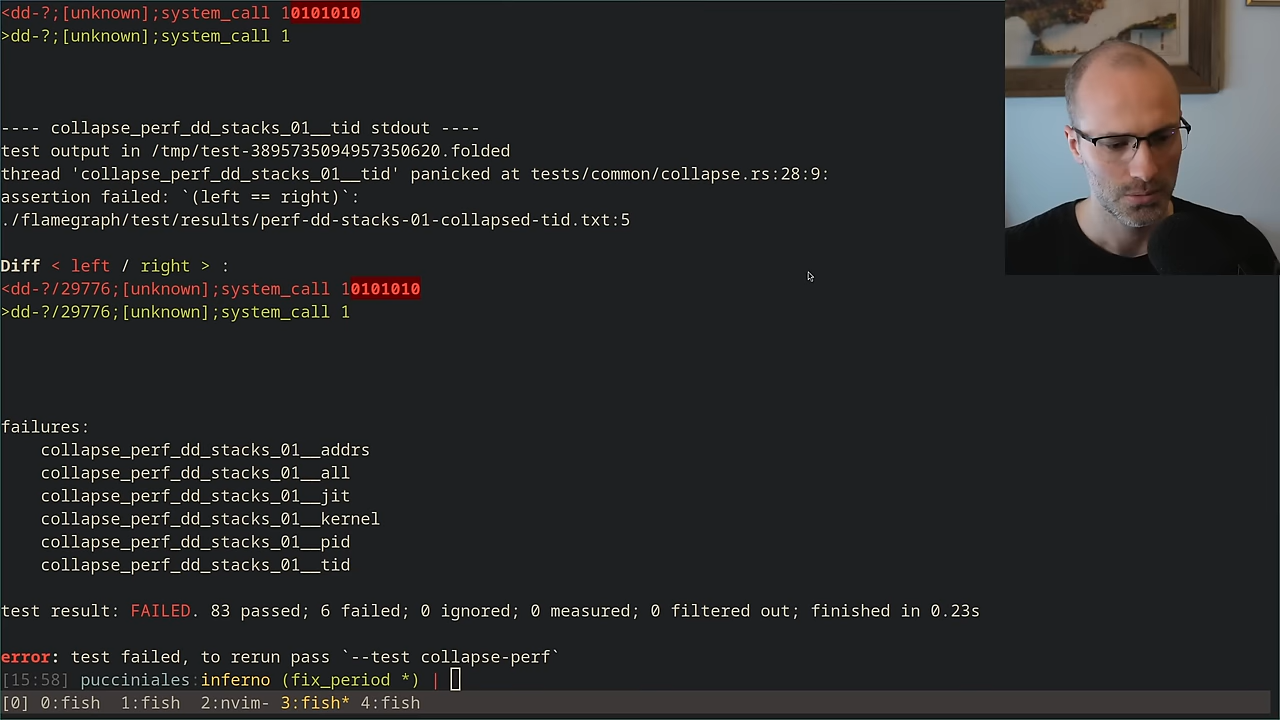 <dd-?;[unknown];system_call 10101010
>dd-?;[unknown];system_call 1
---- collapse_perf_dd_stacks_01__tid stdout ----
test output in /tmp/test-3895735094957350620.folded
thread 'collapse_perf_dd_stacks_01__tid' panicked at tests/common/collapse.rs:28:9:
assertion failed: `(left == right)`:
./flamegraph/test/results/perf-dd-stacks-01-collapsed-tid.txt:5
Diff < left / right > :
<dd-?/29776;[unknown];system_call 10101010
>dd-?/29776;[unknown];system_call 1
failures:
    collapse_perf_dd_stacks_01__addrs
    collapse_perf_dd_stacks_01__all
    collapse_perf_dd_stacks_01__jit
    collapse_perf_dd_stacks_01__kernel
    collapse_perf_dd_stacks_01__pid
    collapse_perf_dd_stacks_01__tid
test result: FAILED. 83 passed; 6 failed; 0 ignored; 0 measured; 0 filtered out; finished in 0.23s
error: test failed, to rerun pass `--test collapse-perf`
[15:58] pucciniales:inferno (fix_period *) |
[0] 0:fish  1:fish  2:nvim- 3:fish* 4:fish